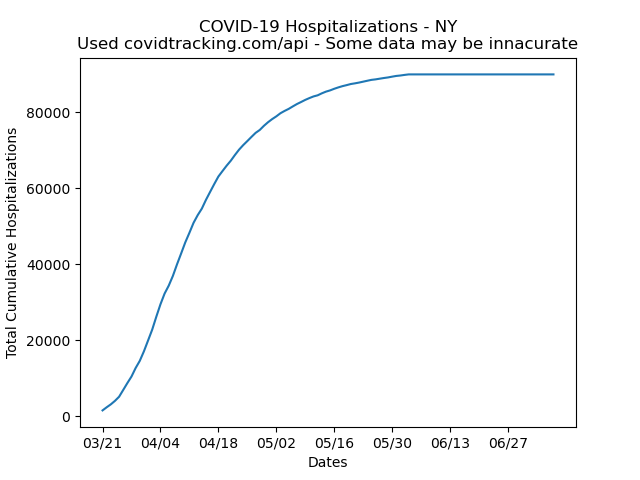 COVID-19 Hospitalizations - NY
Used covidtracking.com/api - Some data may be innacurate
Total Cumulative Hospitalizations
80000
60000
40000
20000
0
03/21 04/04 04/18 05/02 05/16 05/30 06/13 06/27
Dates